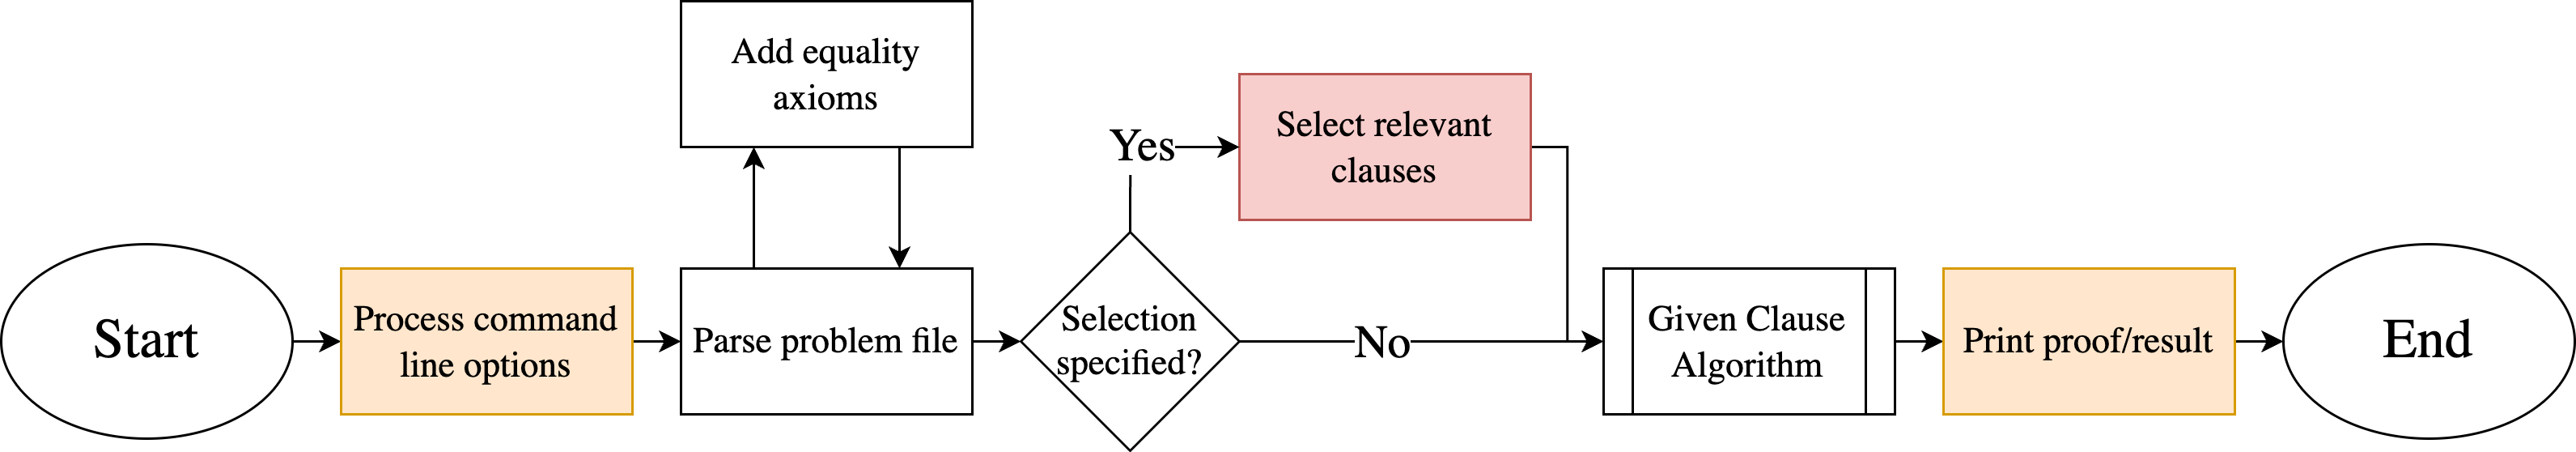 Start
Process command
line options
Add equality
axioms
Parse problem file
Selection
specified?
Yes
Select relevant
clauses
No
Given Clause
Algorithm
Print proof/result
End